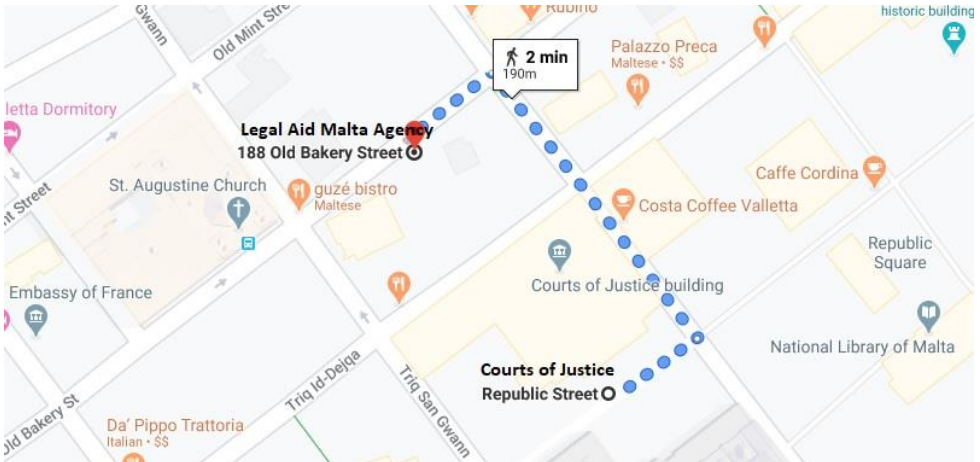 historic building
Rubino
Gwann
Old Mint Street
2 min
190m
Palazzo Preca
Maltese • $$
letta Dormitory
Legal Aid Malta Agency
188 Old Bakery Street
St. Augustine Church
guzé bistro
Maltese
Caffe Cordina
Costa Coffee Valletta
nt Street
Republic
Square
Embassy of France
Courts of Justice building
National Library of Malta
Courts of Justice
Republic Street
Triq Id-Dejqa
Triq San Gwann
Old Bakery St
Da' Pippo Trattoria
Italian • $$